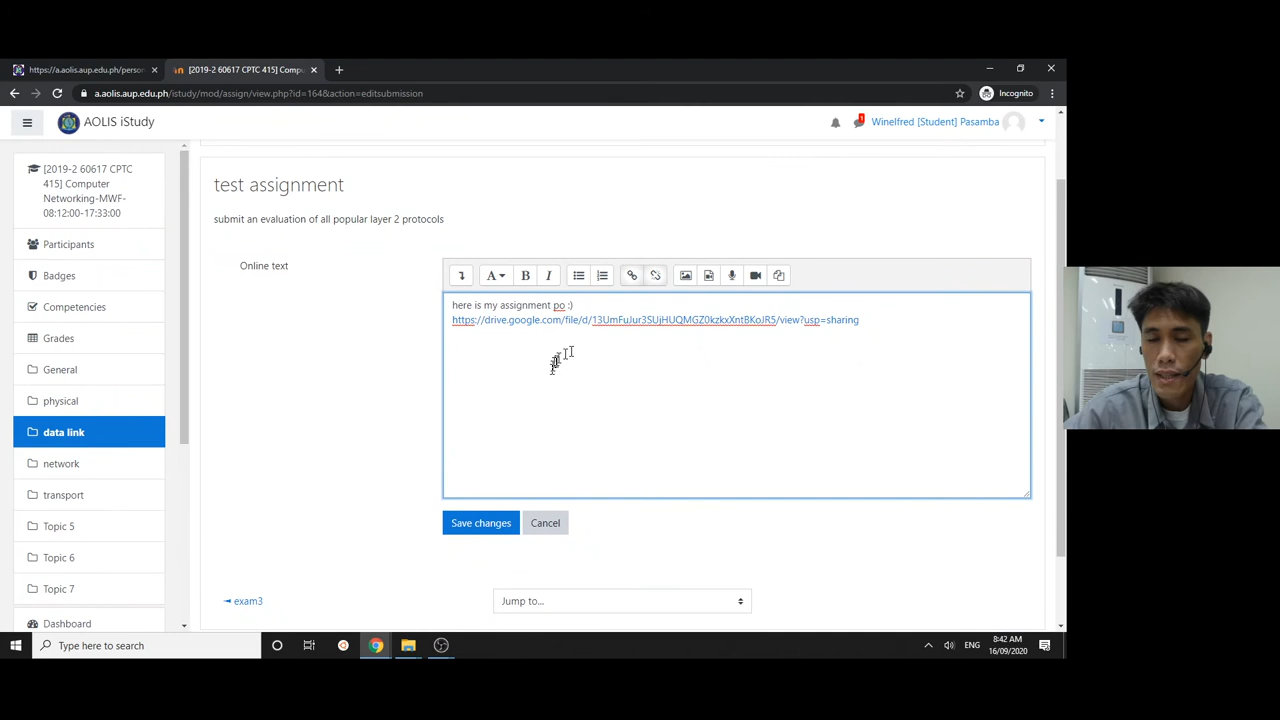 https://a.aolis.aup.edu.ph/person
[2019-2 60617 CPTC 415] Compu
a.aolis.aup.edu.ph/istudy/mod/assign/view.php?id=164&action=editsubmission
Incognito
AOLIS iStudy
1
Winelfred [Student] Pasamba
[2019-2 60617 CPTC
415] Computer
Networking-MWF-
08:12:00-17:33:00
Participants
Badges
Competencies
Grades
General
physical
data link
network
transport
Topic 5
Topic 6
Topic 7
Dashboard
test assignment
submit an evaluation of all popular layer 2 protocols
Online text
A
B
I
here is my assignment po :)
https://drive.google.com/file/d/13UmFuJur3SUjHUQMGZ0kzkxXntBKoJR5/view?usp=sharing
Save changes
Cancel
◄ exam3
Jump to...
Type here to search
ENG
8:42 AM
16/09/2020